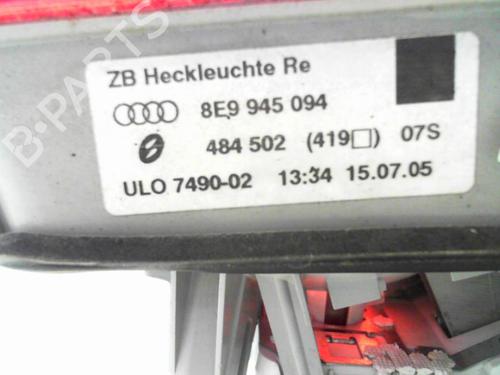 ZB Heckleuchte Re
8E9 945 094
484 502 (419□) 07S
ULO 7490-02 13:34 15.07.05
B-PARTS